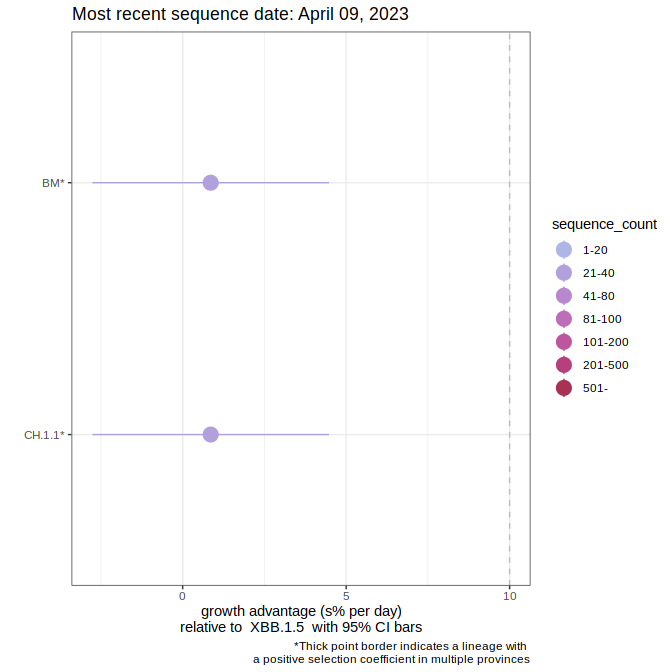 Most recent sequence date: April 09, 2023
BM*
CH.1.1*
0
5
10
growth advantage (s% per day)
relative to  XBB.1.5  with 95% CI bars
*Thick point border indicates a lineage with
a positive selection coefficient in multiple provinces
sequence_count
1-20
21-40
41-80
81-100
101-200
201-500
501-